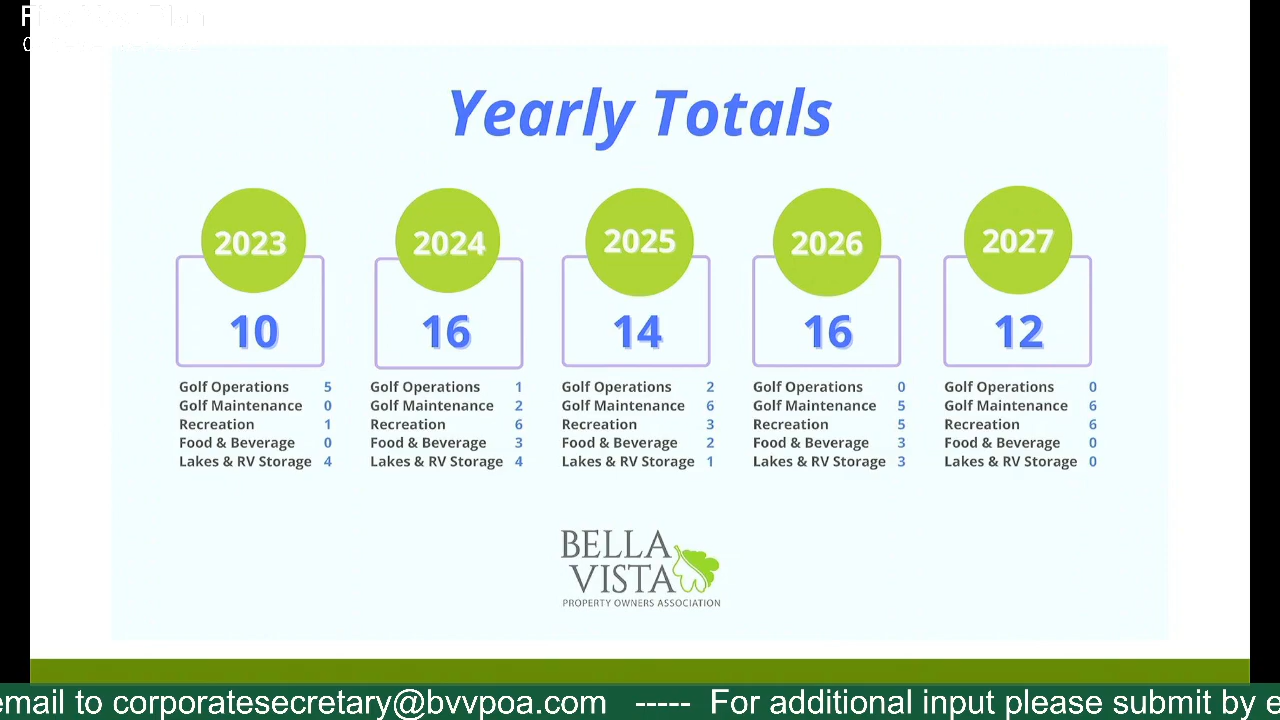 Yearly Totals
2023 2024 2025 2026 2027
10 16 14 16 12
Golf Operations 5 Golf Operations 1 Golf Operations 2 Golf Operations 0 Golf Operations 0
Golf Maintenance 0 Golf Maintenance 2 Golf Maintenance 6 Golf Maintenance 5 Golf Maintenance 6
Recreation 1 Recreation 6 Recreation 3 Recreation 5 Recreation 6
Food & Beverage 0 Food & Beverage 3 Food & Beverage 2 Food & Beverage 3 Food & Beverage 0
Lakes & RV Storage 4 Lakes & RV Storage 4 Lakes & RV Storage 1 Lakes & RV Storage 3 Lakes & RV Storage 0
BELLA
VISTA
PROPERTY OWNERS ASSOCIATION
email to corporatesecretary@bvvpoa.com ----- For additional input please submit by e